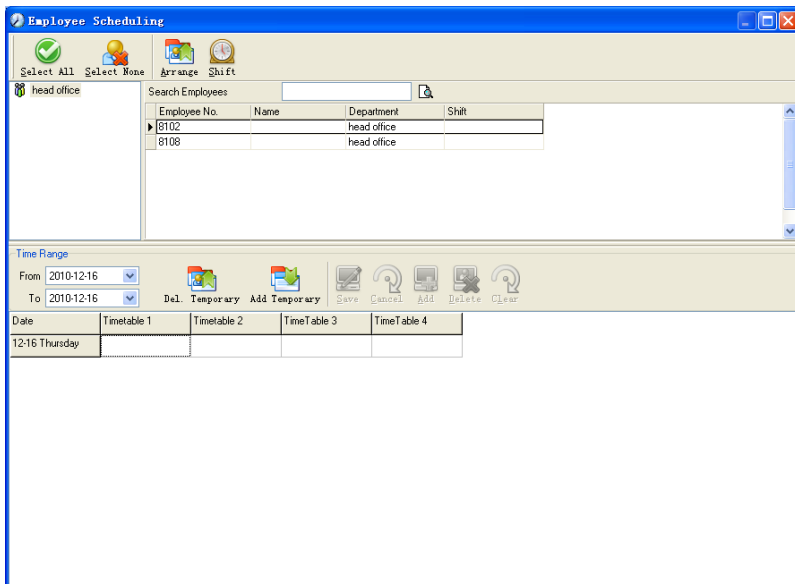 Employee Scheduling
Select All Select None Arrange Shift
head office
Search Employees
Employee No. Name Department Shift
8102 head office
8108 head office
Time Range
From 2010-12-16
To 2010-12-16
Del. Temporary Add Temporary Save Cancel Add Delete Clear
Date Timetable 1 Timetable 2 TimeTable 3 TimeTable 4
12-16 Thursday